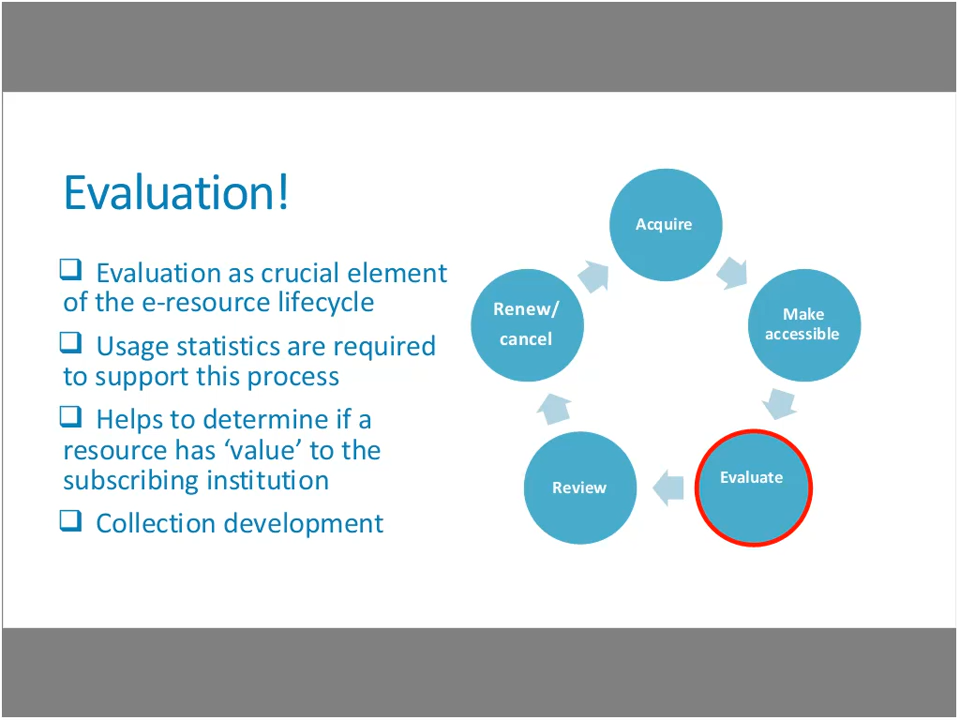 Evaluation!
❑ Evaluation as crucial element
of the e-resource lifecycle
❑ Usage statistics are required
to support this process
❑ Helps to determine if a
resource has ‘value’ to the
subscribing institution
❑ Collection development
Acquire
Make
accessible
Evaluate
Review
Renew/
cancel